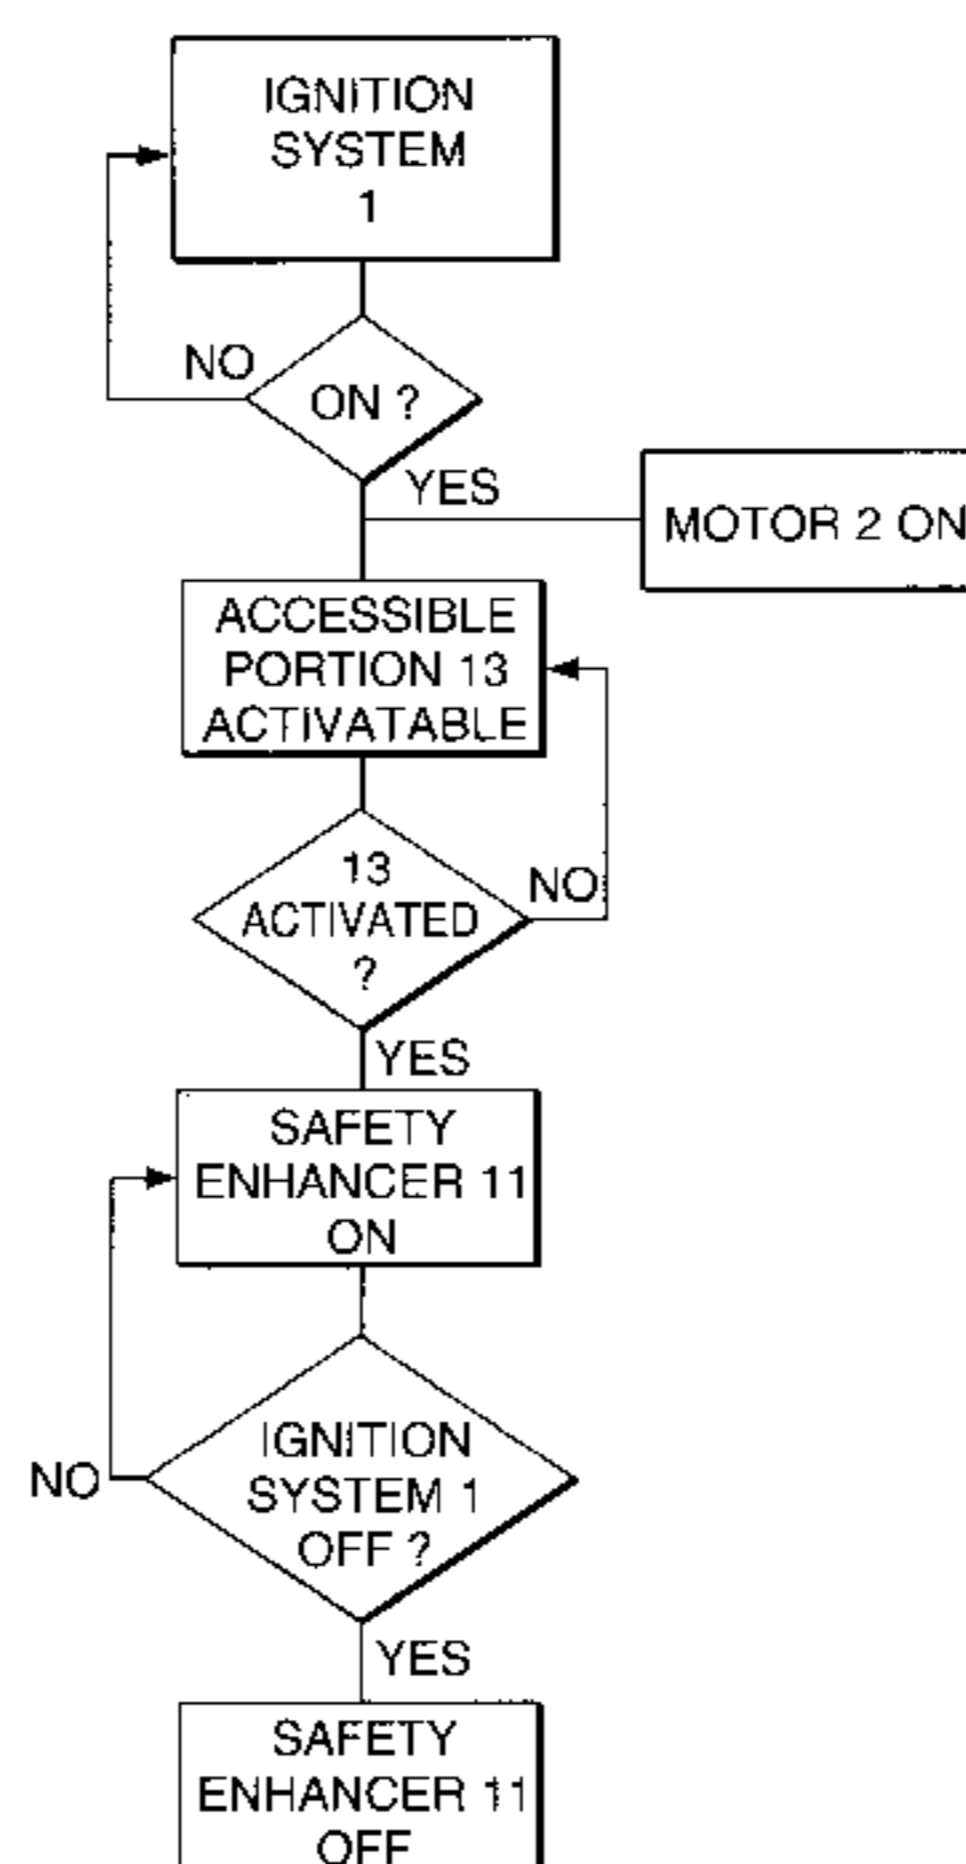 IGNITION
SYSTEM
1
NO
ON ?
YES
MOTOR 2 ON
ACCESSIBLE
PORTION 13
ACTIVATABLE
13
ACTIVATED
?
NO
YES
SAFETY
ENHANCER 11
ON
IGNITION
SYSTEM 1
OFF ?
NO
YES
SAFETY
ENHANCER 11
OFF